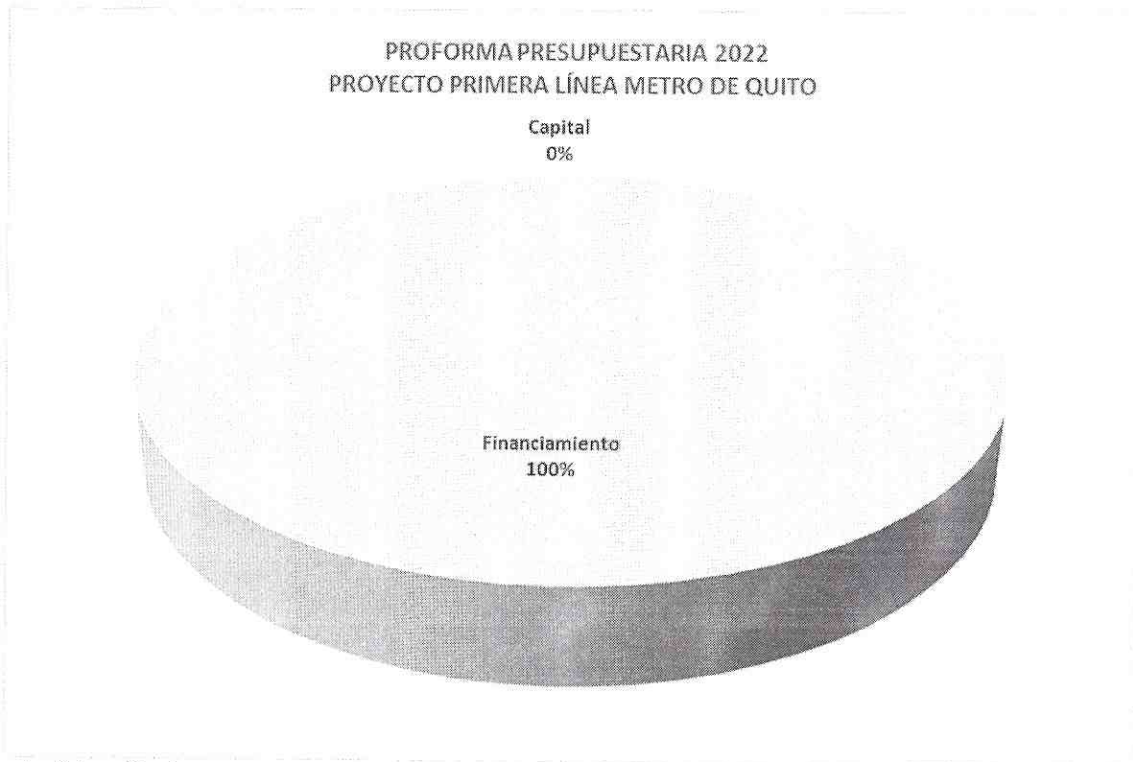 PROFORMA PRESUPUESTARIA 2022
PROYECTO PRIMERA LÍNEA METRO DE QUITO
Capital
0%
Financiamiento
100%